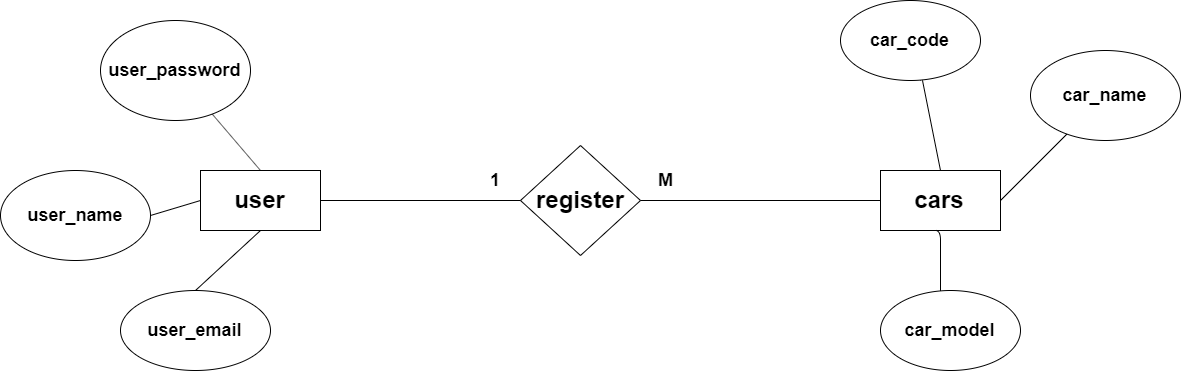 car_code
user_password
car_name
user_name
user
1
register
M
cars
user_email
car_model